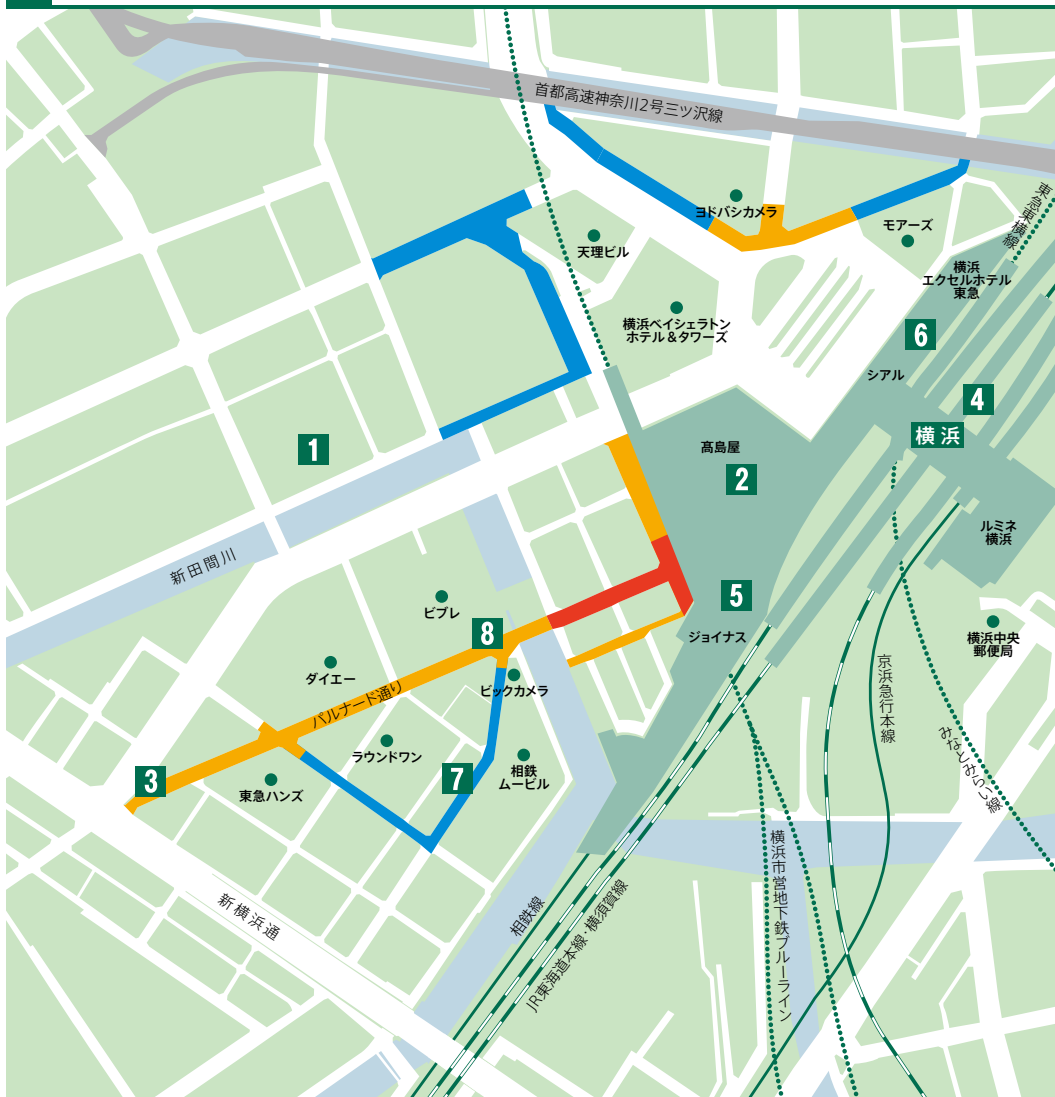 首都高速神奈川2号三ツ沢線
東急東横線
ヨドバシカメラ
モアーズ
天理ビル
横浜
エクセルホテル
東急
横浜ベイシェラトン
ホテル&タワーズ
6
シアル
4
横浜
1
髙島屋
2
ルミネ
横浜
新田間川
5
ビブレ
8
ジョイナス
横浜中央
郵便局
ダイエー
ビックカメラ
京浜急行本線
パルナード通り
みなとみらい線
ラウンドワン
3
7
相鉄
ムービル
東急ハンズ
横浜市営地下鉄ブルーライン
新横浜通
相鉄線
JR東海道本線・横須賀線